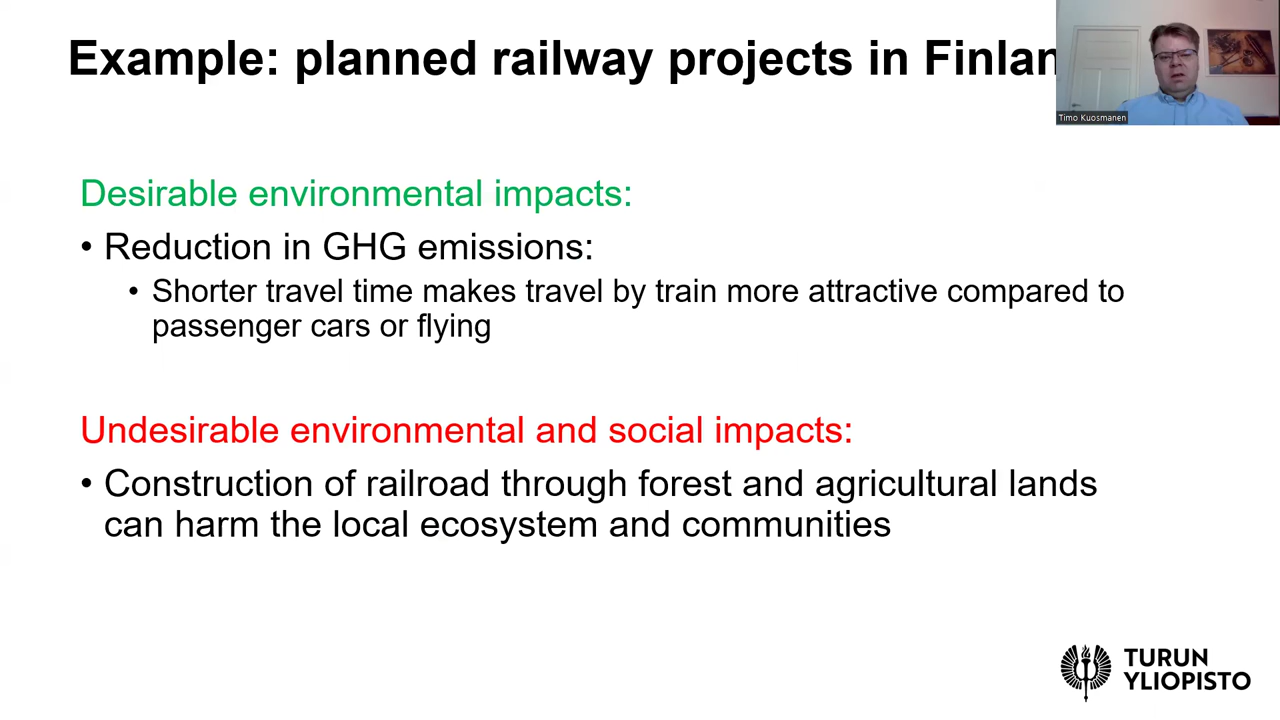 Example: planned railway projects in Finlan
Timo Kuosmanen
Desirable environmental impacts:
• Reduction in GHG emissions:
• Shorter travel time makes travel by train more attractive compared to
passenger cars or flying
Undesirable environmental and social impacts:
• Construction of railroad through forest and agricultural lands
can harm the local ecosystem and communities
TURUN
YLIOPISTO